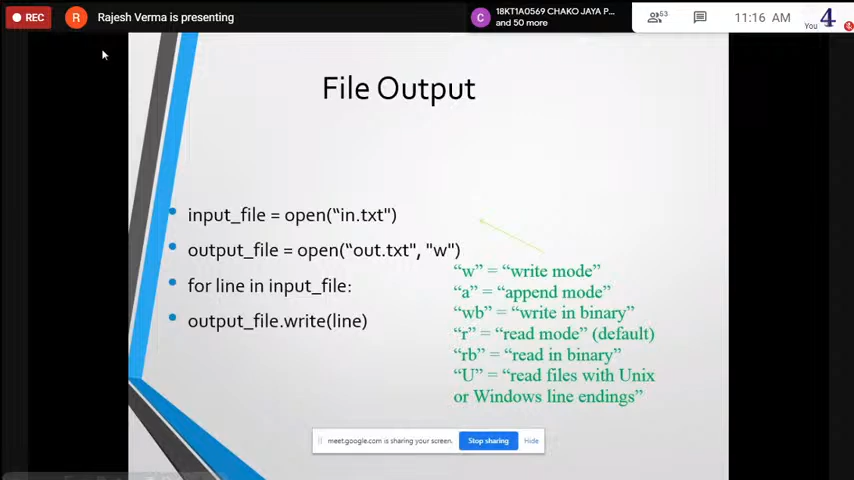 REC
R
Rajesh Verma is presenting
C
18KT1A0569 CHAKO JAYA P...
and 50 more
53
11:16 AM
You
4
File Output
input_file = open(“in.txt")
output_file = open(“out.txt", "w")
for line in input_file:
output_file.write(line)
“w” = “write mode”
“a” = “append mode”
“wb” = “write in binary”
“r” = “read mode” (default)
“rb” = “read in binary”
“U” = “read files with Unix
or Windows line endings”
meet.google.com is sharing your screen.
Stop sharing
Hide